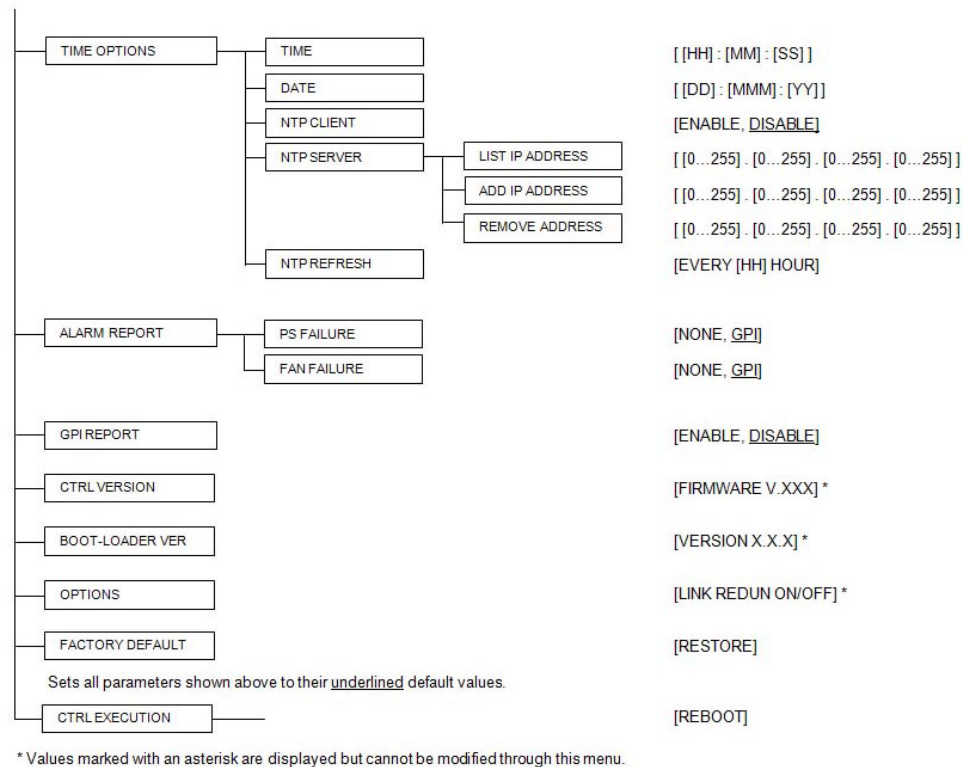 TIME OPTIONS TIME [ [HH] : [MM] : [SS] ]
DATE [ [DD] : [MMM] : [YY] ]
NTP CLIENT [ENABLE, DISABLE]
NTP SERVER LIST IP ADDRESS [ [0...255] . [0...255] . [0...255] . [0...255] ]
ADD IP ADDRESS [ [0...255] . [0...255] . [0...255] . [0...255] ]
REMOVE ADDRESS [ [0...255] . [0...255] . [0...255] . [0...255] ]
NTP REFRESH [EVERY [HH] HOUR]
ALARM REPORT PS FAILURE [NONE, GPI]
FAN FAILURE [NONE, GPI]
GPI REPORT [ENABLE, DISABLE]
CTRL VERSION [FIRMWARE V.XXX] *
BOOT-LOADER VER [VERSION X.X.X] *
OPTIONS [LINK REDUN ON/OFF] *
FACTORY DEFAULT [RESTORE]
Sets all parameters shown above to their underlined default values.
CTRL EXECUTION [REBOOT]
* Values marked with an asterisk are displayed but cannot be modified through this menu.